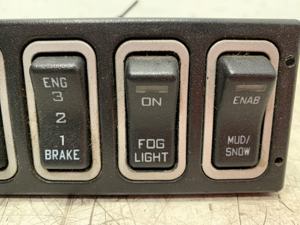 ENG
3
2
1
BRAKE
ON
FOG
LIGHT
ENAB
MUD/
SNOW